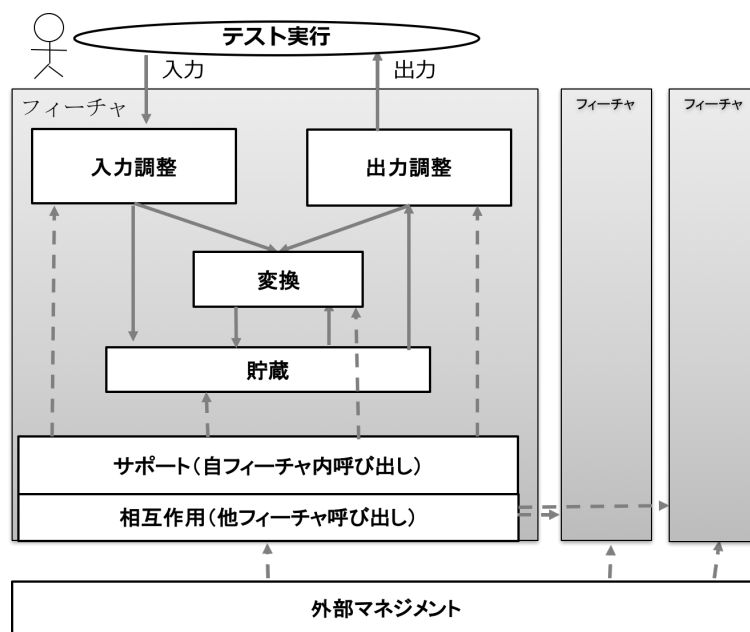 テスト実行
入力
出力
フィーチャ
フィーチャ
フィーチャ
入力調整
出力調整
変換
貯蔵
サポート(自フィーチャ内呼び出し)
相互作用(他フィーチャ呼び出し)
外部マネジメント